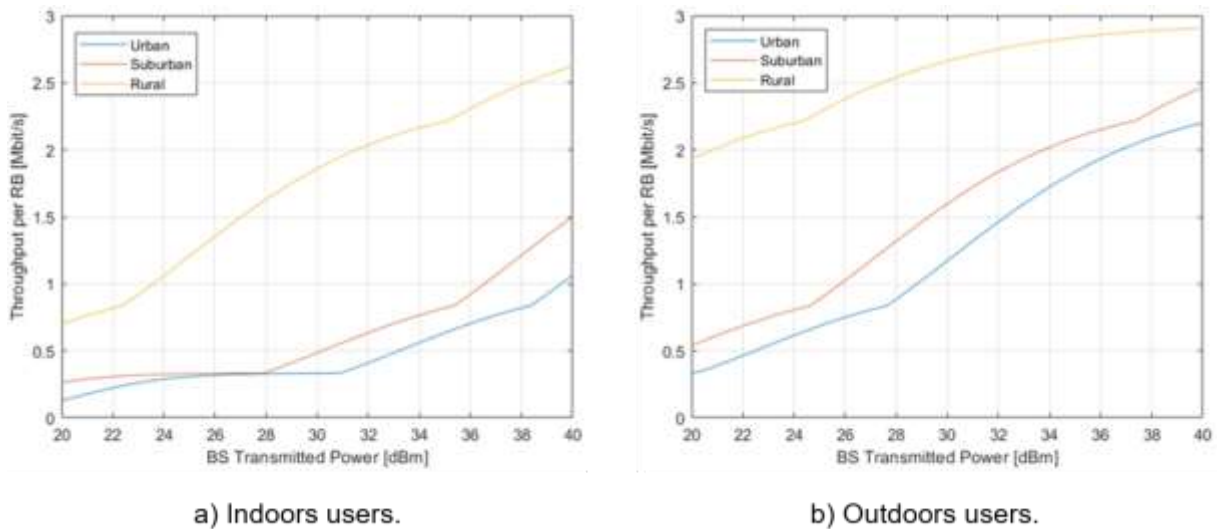 3
2.5
2
1.5
1
0.5
0
Throughput per RB [Mbit/s]
Urban
Suburban
Rural
20 22 24 26 28 30 32 34 36 38 40
BS Transmitted Power [dBm]
a) Indoors users.
3
2.5
2
1.5
1
0.5
0
Throughput per RB [Mbit/s]
Urban
Suburban
Rural
20 22 24 26 28 30 32 34 36 38 40
BS Transmitted Power [dBm]
b) Outdoors users.